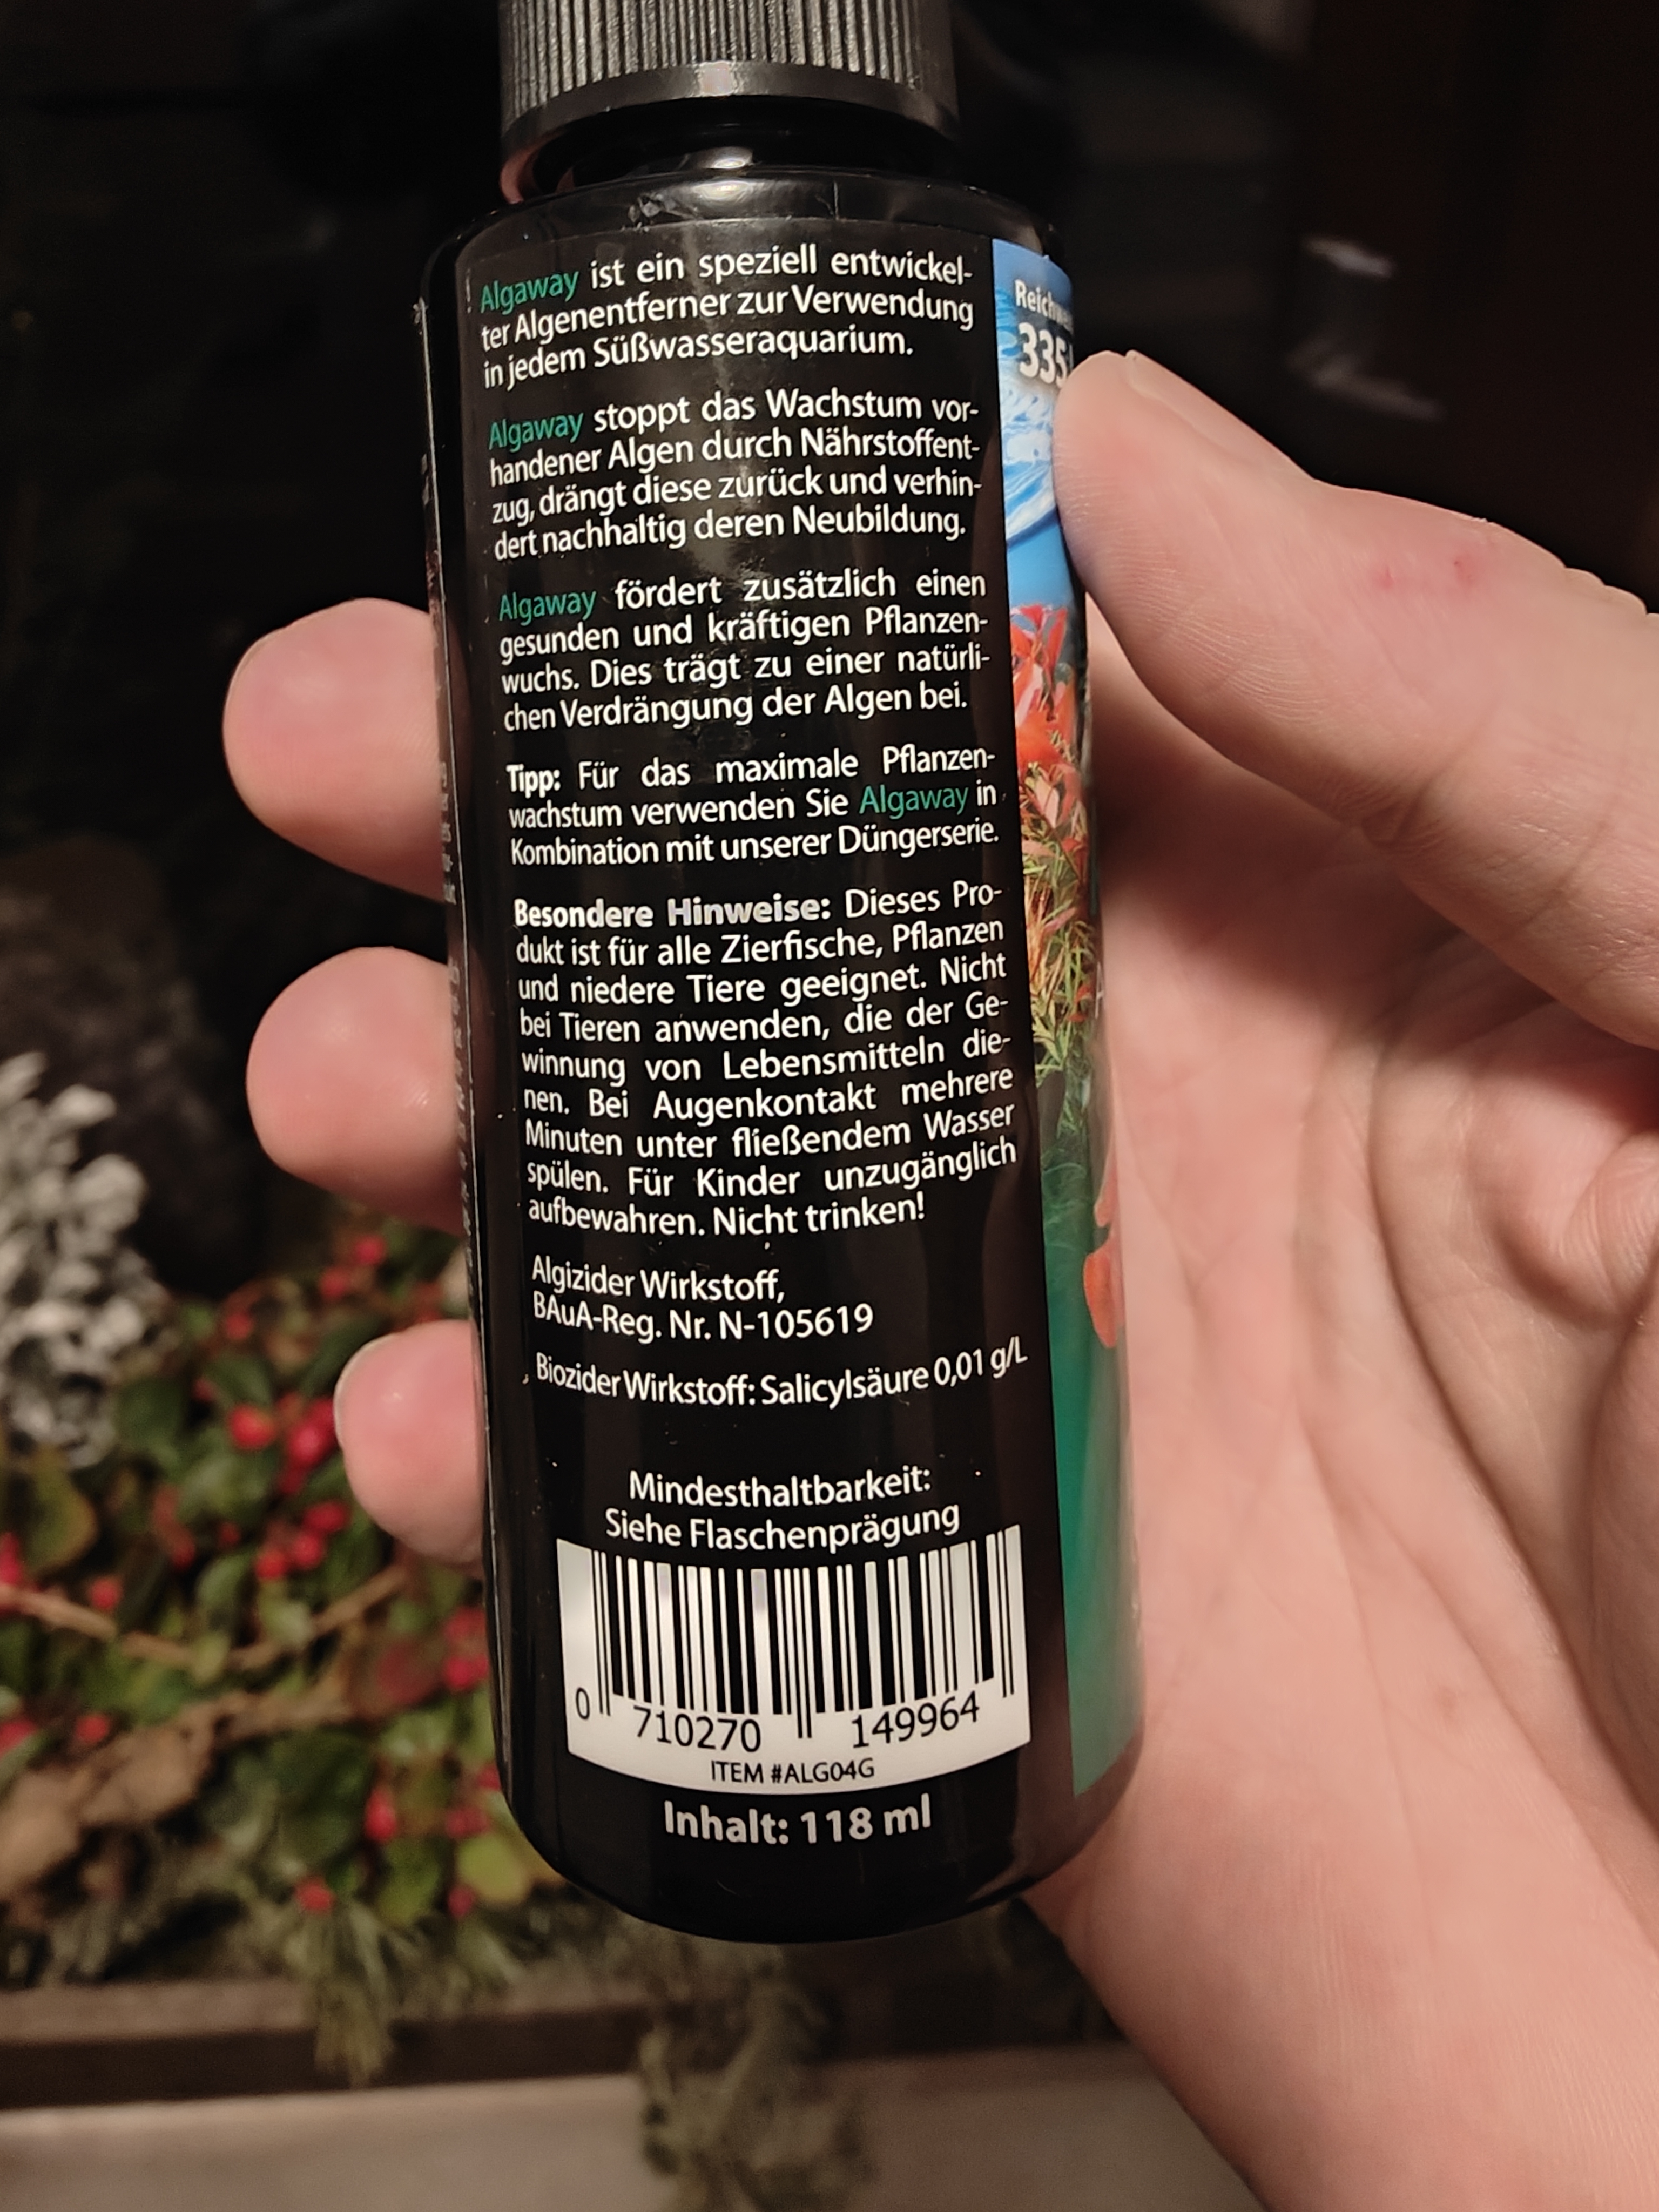 Algaway ist ein speziell entwickel-
ter Algenentferner zur Verwendung
in jedem Süßwasseraquarium.
Algaway stoppt das Wachstum vor-
handener Algen durch Nährstoffent-
zug, drängt diese zurück und verhin-
dert nachhaltig deren Neubildung.
Algaway fördert zusätzlich einen
gesunden und kräftigen Pflanzen-
wuchs. Dies trägt zu einer natürli-
chen Verdrängung der Algen bei.
Tipp: Für das maximale Pflanzen-
wachstum verwenden Sie Algaway in
Kombination mit unserer Düngerserie.
Besondere Hinweise: Dieses Pro-
dukt ist für alle Zierfische, Pflanzen
und niedere Tiere geeignet. Nicht
bei Tieren anwenden, die der Ge-
winnung von Lebensmitteln die-
nen. Bei Augenkontakt mehrere
Minuten unter fließendem Wasser
spülen. Für Kinder unzugänglich
aufbewahren. Nicht trinken!
Algizider Wirkstoff,
BAuA-Reg. Nr. N-105619
Biozider Wirkstoff: Salicylsäure 0,01 g/L
Mindesthaltbarkeit:
Siehe Flaschenprägung
0 710270 149964
ITEM #ALG04G
Inhalt: 118 ml
335